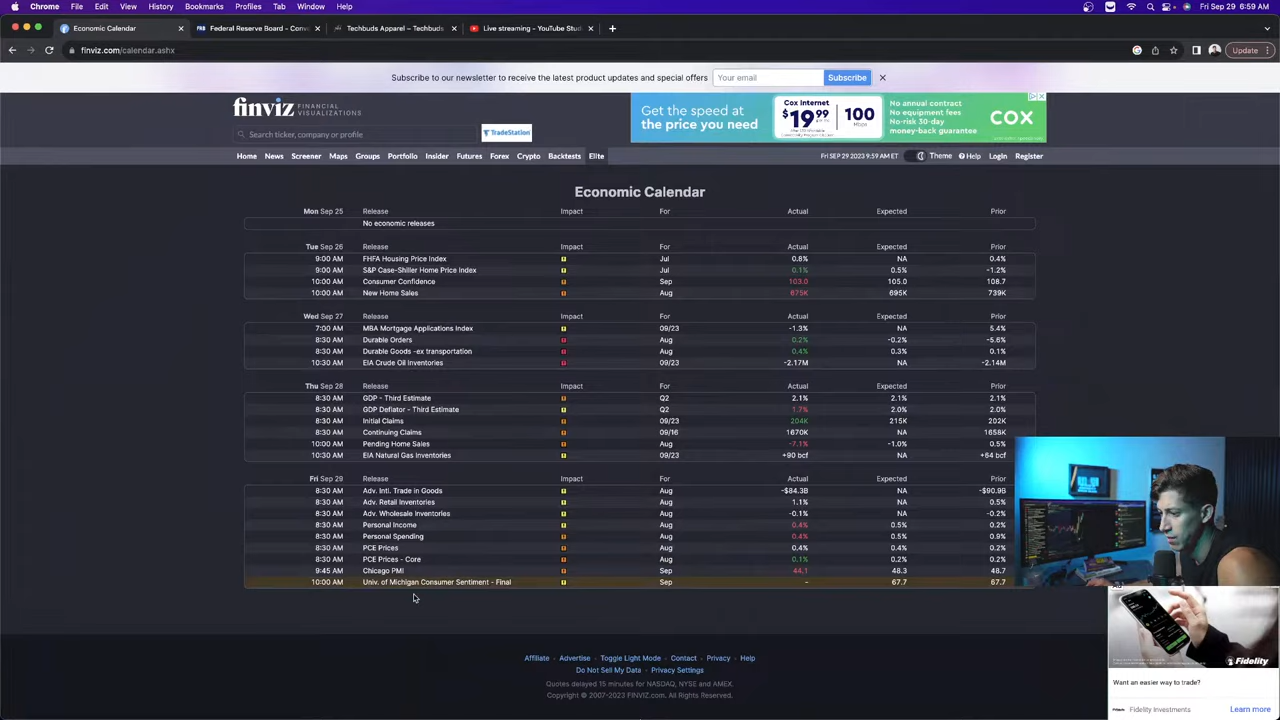 Chrome File Edit View History Bookmarks Profiles Tab Window Help Fri Sep 29 6:59 AM
Economic Calendar Federal Reserve Board - Conv Techbuds Apparel – Techbuds YouTube Live streaming - YouTube Stud
finviz.com/calendar.ashx Update
Subscribe to our newsletter to receive the latest product updates and special offers Your email Subscribe
finviz FINANCIAL VISUALIZATIONS
Search ticker, company or profile TradeStation
Get the speed at the price you need Cox Internet $19.99 100 Mbps No annual contract No equipment fees No-risk 30-day money-back guarantee COX
Home News Screener Maps Groups Portfolio Insider Futures Forex Crypto Backtests Elite Fri SEP 29 2023 9:59 AM ET Theme Help Login Register
Economic Calendar
Mon Sep 25 Release Impact For Actual Expected Prior
No economic releases
Tue Sep 26 Release Impact For Actual Expected Prior
9:00 AM FHFA Housing Price Index Jul 0.8% NA 0.4%
9:00 AM S&P Case-Shiller Home Price Index Jul 0.1% 0.5% -1.2%
10:00 AM Consumer Confidence Sep 103.0 105.0 108.7
10:00 AM New Home Sales Aug 675K 695K 739K
Wed Sep 27 Release Impact For Actual Expected Prior
7:00 AM MBA Mortgage Applications Index 09/23 -1.3% NA 5.4%
8:30 AM Durable Orders Aug 0.2% -0.2% -5.6%
8:30 AM Durable Goods -ex transportation Aug 0.4% 0.3% 0.1%
10:30 AM EIA Crude Oil Inventories 09/23 -2.17M NA -2.14M
Thu Sep 28 Release Impact For Actual Expected Prior
8:30 AM GDP - Third Estimate Q2 2.1% 2.1% 2.1%
8:30 AM GDP Deflator - Third Estimate Q2 1.7% 2.0% 2.0%
8:30 AM Initial Claims 09/23 204K 215K 202K
8:30 AM Continuing Claims 09/16 1670K NA 1658K
10:00 AM Pending Home Sales Aug -7.1% -1.0% 0.5%
10:30 AM EIA Natural Gas Inventories 09/23 +90 bcf NA +64 bcf
Fri Sep 29 Release Impact For Actual Expected Prior
8:30 AM Adv. Intl. Trade in Goods Aug -$84.3B NA -$90.9B
8:30 AM Adv. Retail Inventories Aug 1.1% NA 0.5%
8:30 AM Adv. Wholesale Inventories Aug -0.1% NA -0.2%
8:30 AM Personal Income Aug 0.4% 0.5% 0.2%
8:30 AM Personal Spending Aug 0.4% 0.5% 0.9%
8:30 AM PCE Prices Aug 0.4% 0.4% 0.2%
8:30 AM PCE Prices - Core Aug 0.1% 0.2% 0.2%
9:45 AM Chicago PMI Sep 44.1 48.3 48.7
10:00 AM Univ. of Michigan Consumer Sentiment - Final Sep - 67.7 67.7
Affiliate • Advertise • Toggle Light Mode • Contact • Privacy • Help
Do Not Sell My Data • Privacy Settings
Quotes delayed 15 minutes for NASDAQ, NYSE and AMEX.
Copyright © 2007-2023 FINVIZ.com. All Rights Reserved.
Fidelity
Want an easier way to trade?
Fidelity Investments Learn more